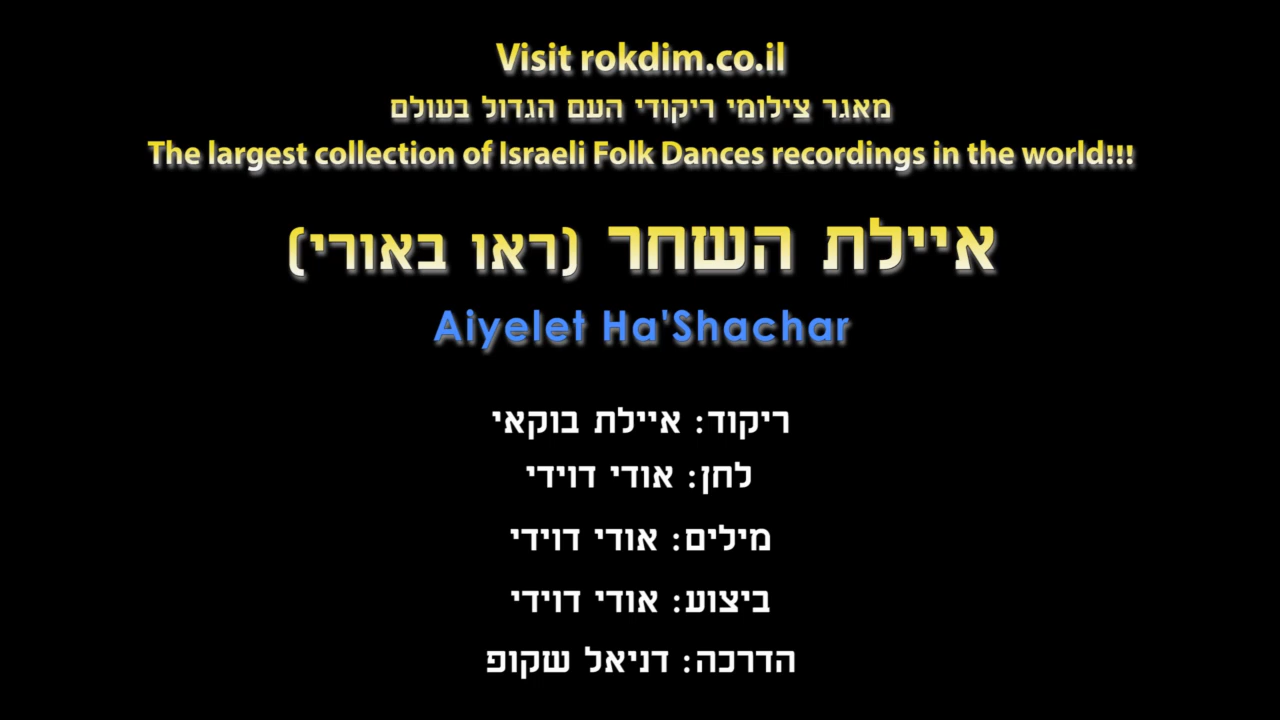 Visit rokdim.co.il
מאגר צילומי ריקודי העם הגדול בעולם
The largest collection of Israeli Folk Dances recordings in the world!!!
איילת השחר (ראו באורי)
Aiyelet Ha'Shachar
ריקוד: איילת בוקאי
לחן: אודי דוידי
מילים: אודי דוידי
ביצוע: אודי דוידי
הדרכה: דניאל שקופ